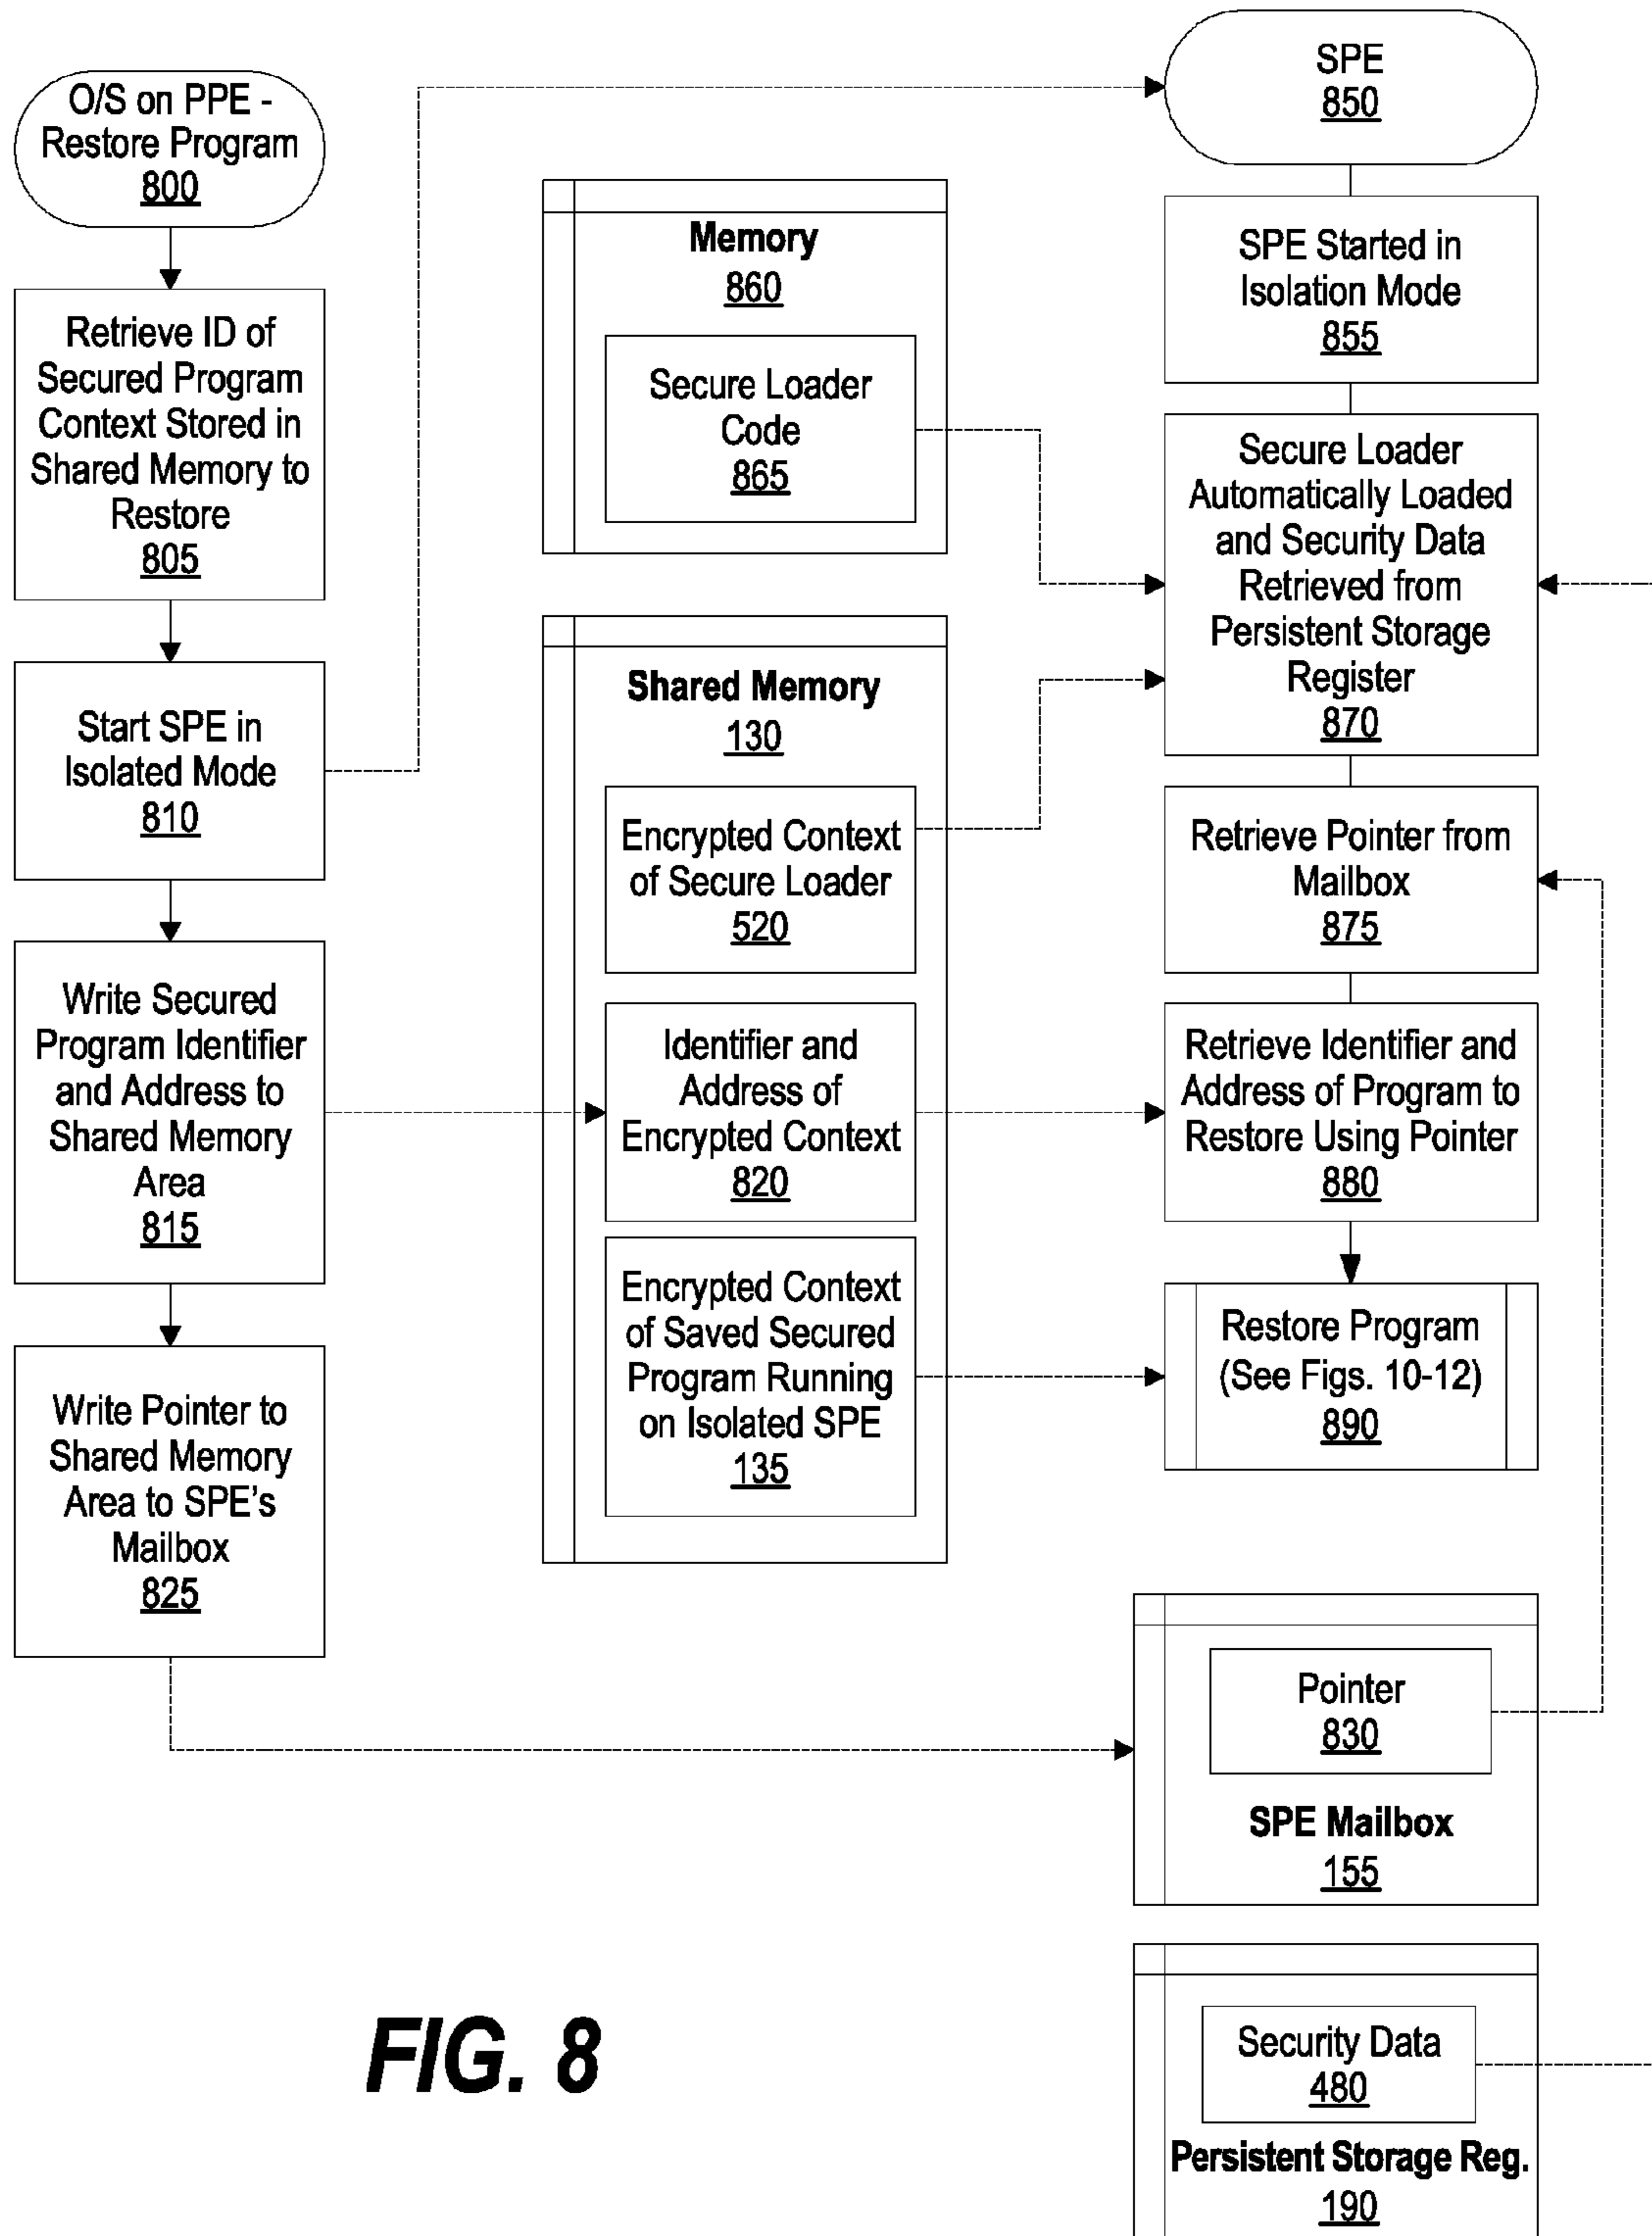 O/S on PPE -
Restore Program
800
Retrieve ID of
Secured Program
Context Stored in
Shared Memory to
Restore
805
Start SPE in
Isolated Mode
810
Write Secured
Program Identifier
and Address to
Shared Memory
Area
815
Write Pointer to
Shared Memory
Area to SPE's
Mailbox
825
Memory
860
Secure Loader
Code
865
Shared Memory
130
Encrypted Context
of Secure Loader
520
Identifier and
Address of
Encrypted Context
820
Encrypted Context
of Saved Secured
Program Running
on Isolated SPE
135
SPE
850
SPE Started in
Isolation Mode
855
Secure Loader
Automatically Loaded
and Security Data
Retrieved from
Persistent Storage
Register
870
Retrieve Pointer from
Mailbox
875
Retrieve Identifier and
Address of Program to
Restore Using Pointer
880
Restore Program
(See Figs. 10-12)
890
Pointer
830
SPE Mailbox
155
Security Data
480
Persistent Storage Reg.
190
FIG. 8